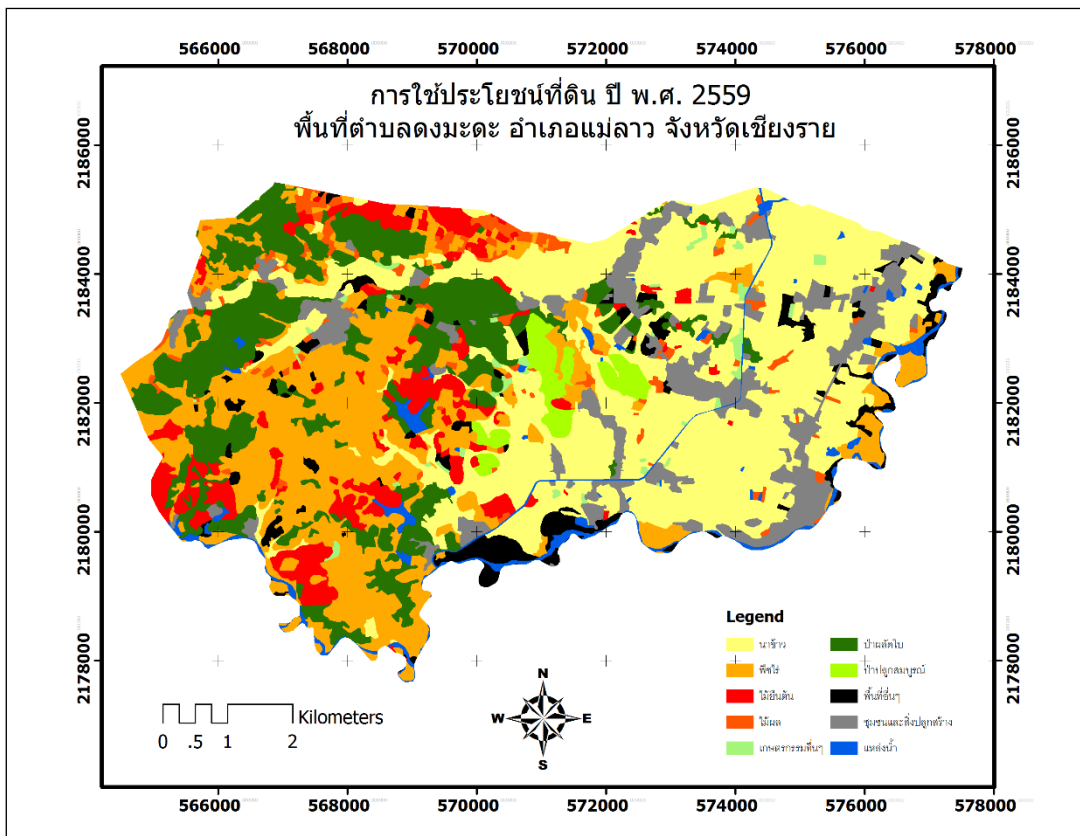 566000 568000 570000 572000 574000 576000 578000
การใช้ประโยชน์ที่ดิน ปี พ.ศ. 2559
พื้นที่ตำบลดงมะดะ อำเภอแม่ลาว จังหวัดเชียงราย
2186000 2186000
2184000 2184000
2182000 2182000
2180000 2180000
2178000 2178000
Legend
นาข้าว ป่าผลัดใบ
พืชไร่ ป่าปลูกสมบูรณ์
ไม้ยืนต้น พื้นที่อื่นๆ
ไม้ผล ชุมชนและสิ่งปลูกสร้าง
เกษตรกรรมอื่นๆ แหล่งน้ำ
N
W E
S
Kilometers
0 .5 1 2
566000 568000 570000 572000 574000 576000 578000